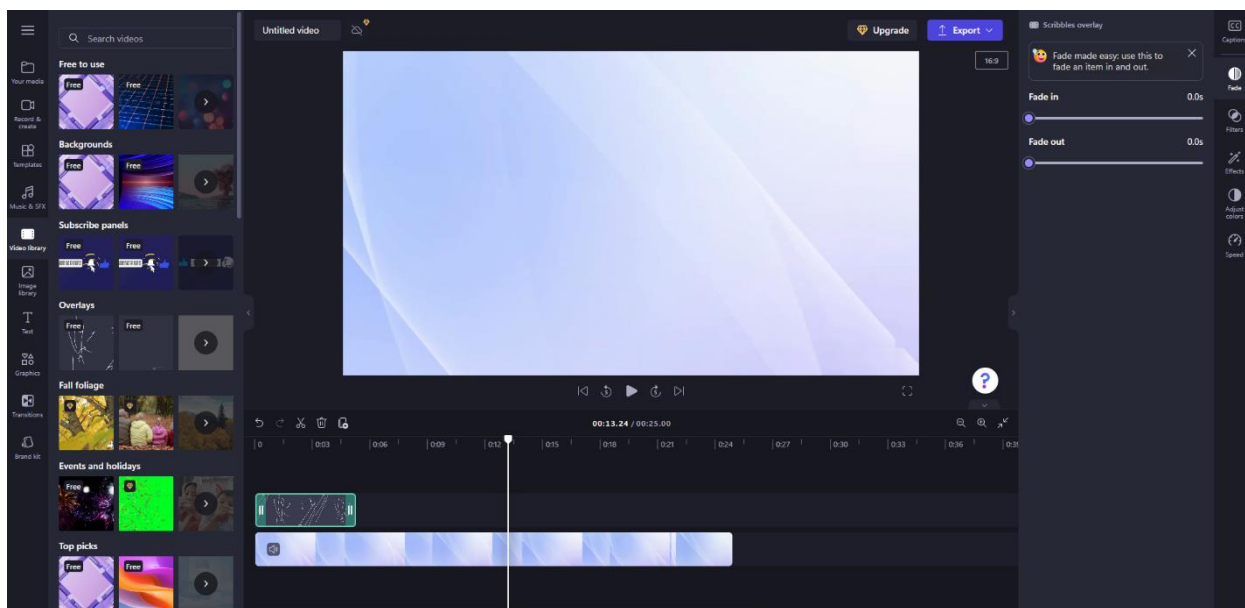 Your media
Record &
create
Templates
Music & SFX
Video library
Image
library
Text
Graphics
Transitions
Brand kit
Search videos
Free to use
Free
Free
Backgrounds
Free
Free
Subscribe panels
Free
Free
Overlays
Free
Free
Fall foliage
Events and holidays
Free
Top picks
Free
Free
Untitled video
Upgrade
Export
16:9
?
00:13.24 / 00:25.00
0
0:03
0:06
0:09
0:12
0:15
0:18
0:21
0:24
0:27
0:30
0:33
0:36
Scribbles overlay
Fade made easy: use this to
fade an item in and out.
Fade in
0.0s
Fade out
0.0s
CC
Caption
Fade
Filters
Effects
Adjust
colors
Speed